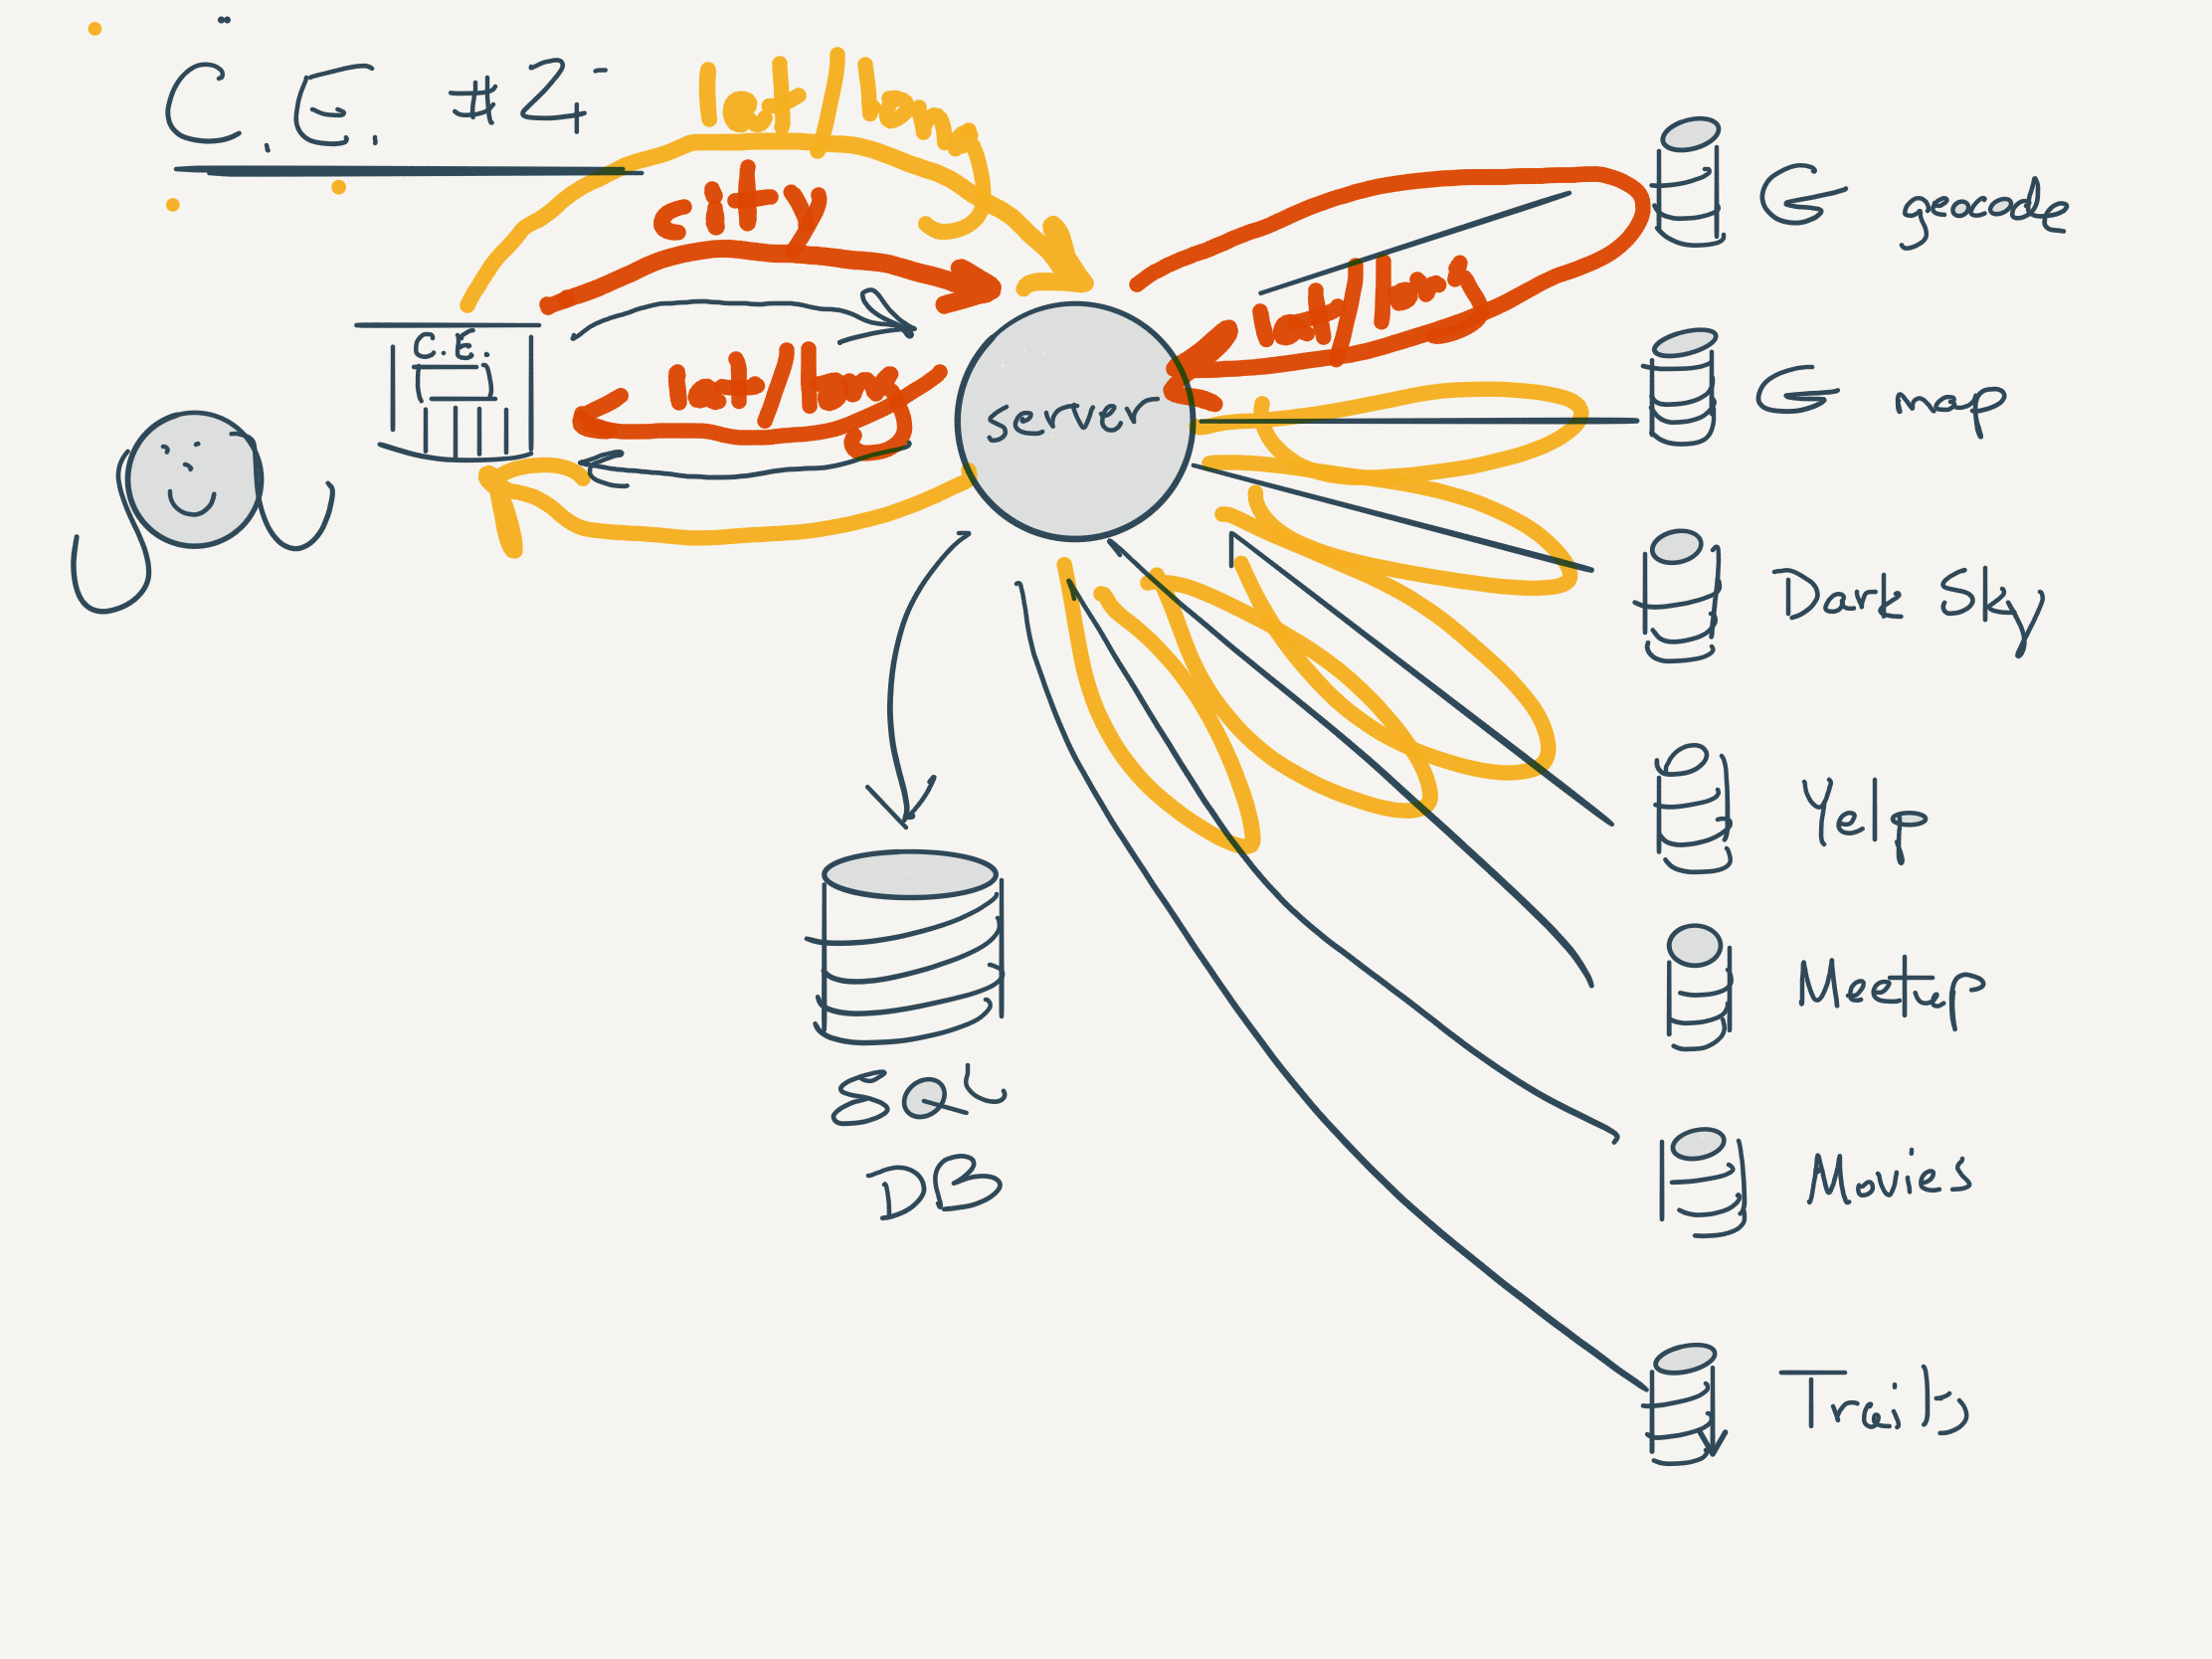 C.E. #2
lat/long
city
C.E.
lat/long
server
lat/long
G geocode
G map
Dark Sky
Yelp
Meetup
Movies
Trails
SQL
DB